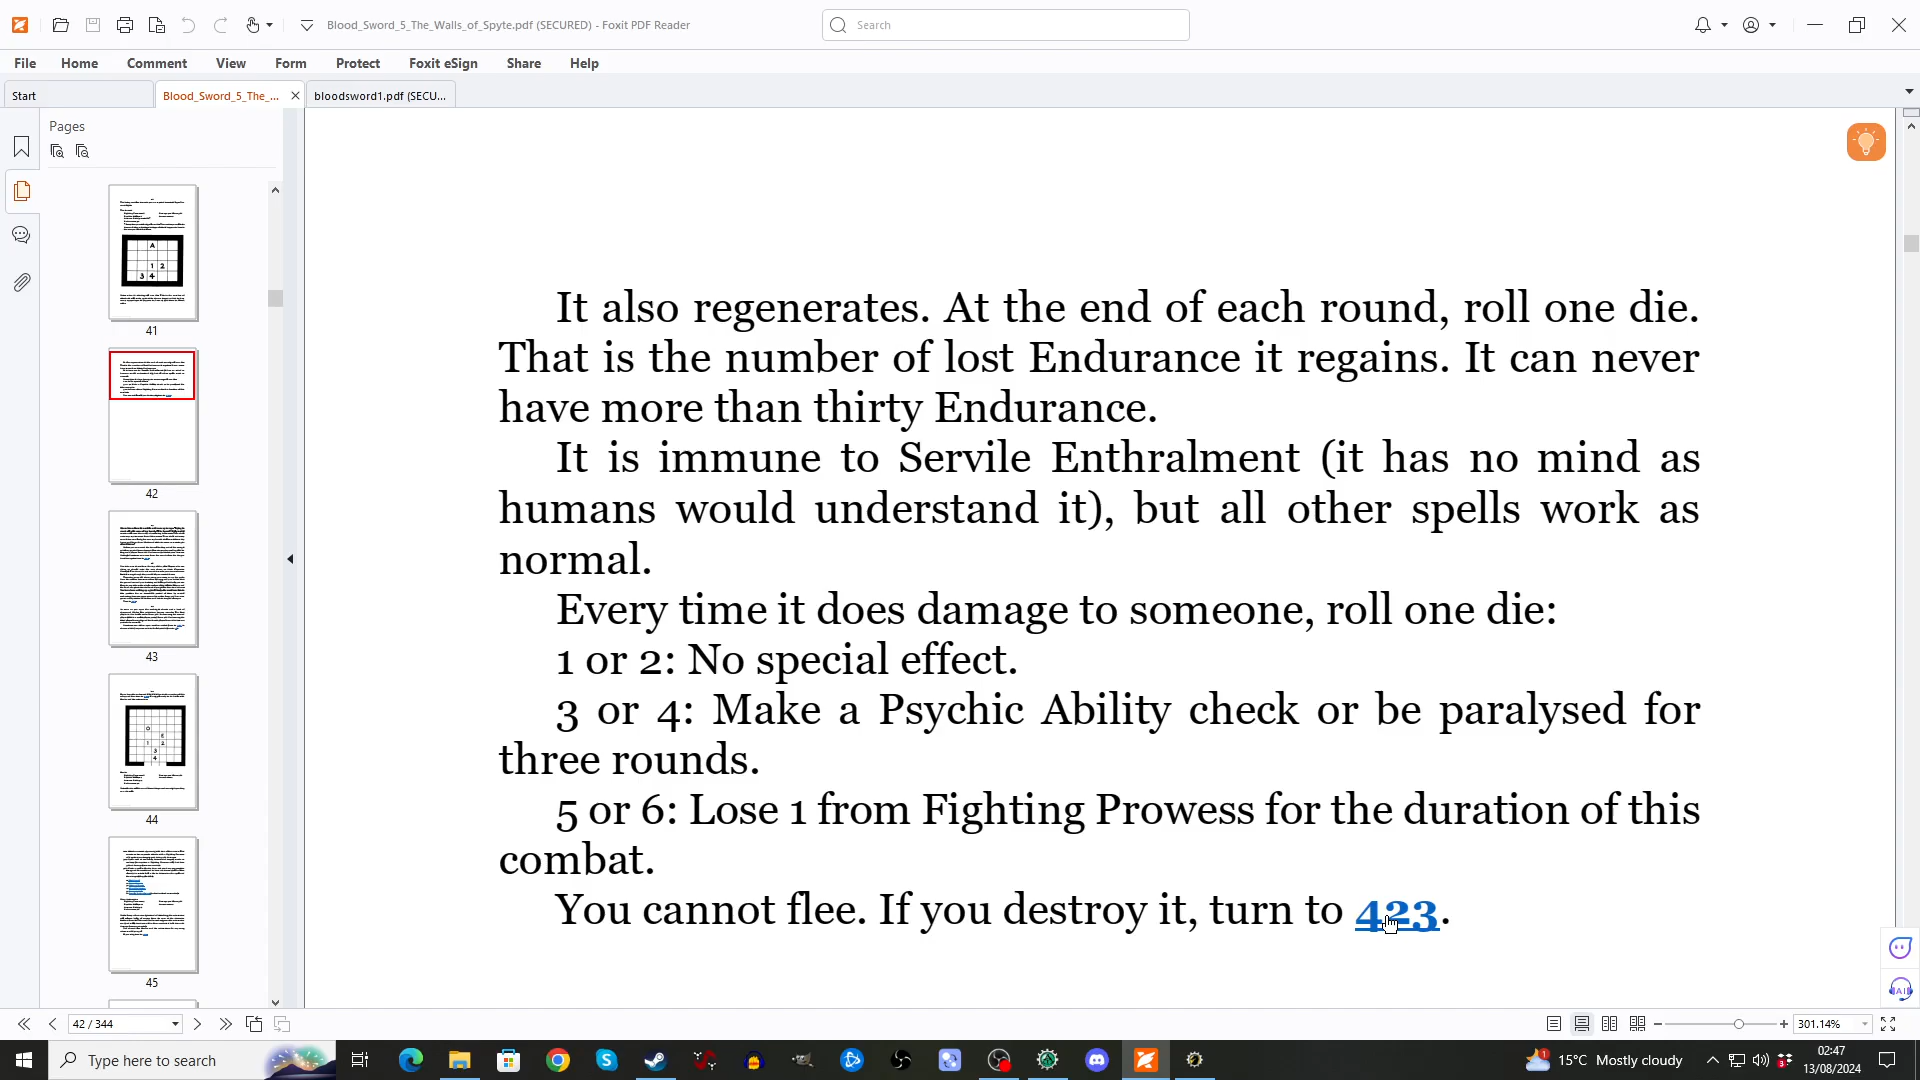 Blood_Sword_5_The_Walls_of_Spyte.pdf (SECURED) - Foxit PDF Reader
Search
File Home Comment View Form Protect Foxit eSign Share Help
Start
Blood_Sword_5_The_...
bloodsword1.pdf (SECU...
Pages
41
42
43
44
45
It also regenerates. At the end of each round, roll one die.
That is the number of lost Endurance it regains. It can never
have more than thirty Endurance.
It is immune to Servile Enthralment (it has no mind as
humans would understand it), but all other spells work as
normal.
Every time it does damage to someone, roll one die:
1 or 2: No special effect.
3 or 4: Make a Psychic Ability check or be paralysed for
three rounds.
5 or 6: Lose 1 from Fighting Prowess for the duration of this
combat.
You cannot flee. If you destroy it, turn to 423.
AI
42 / 344
301.14%
Type here to search
15°C Mostly cloudy
02:47
13/08/2024